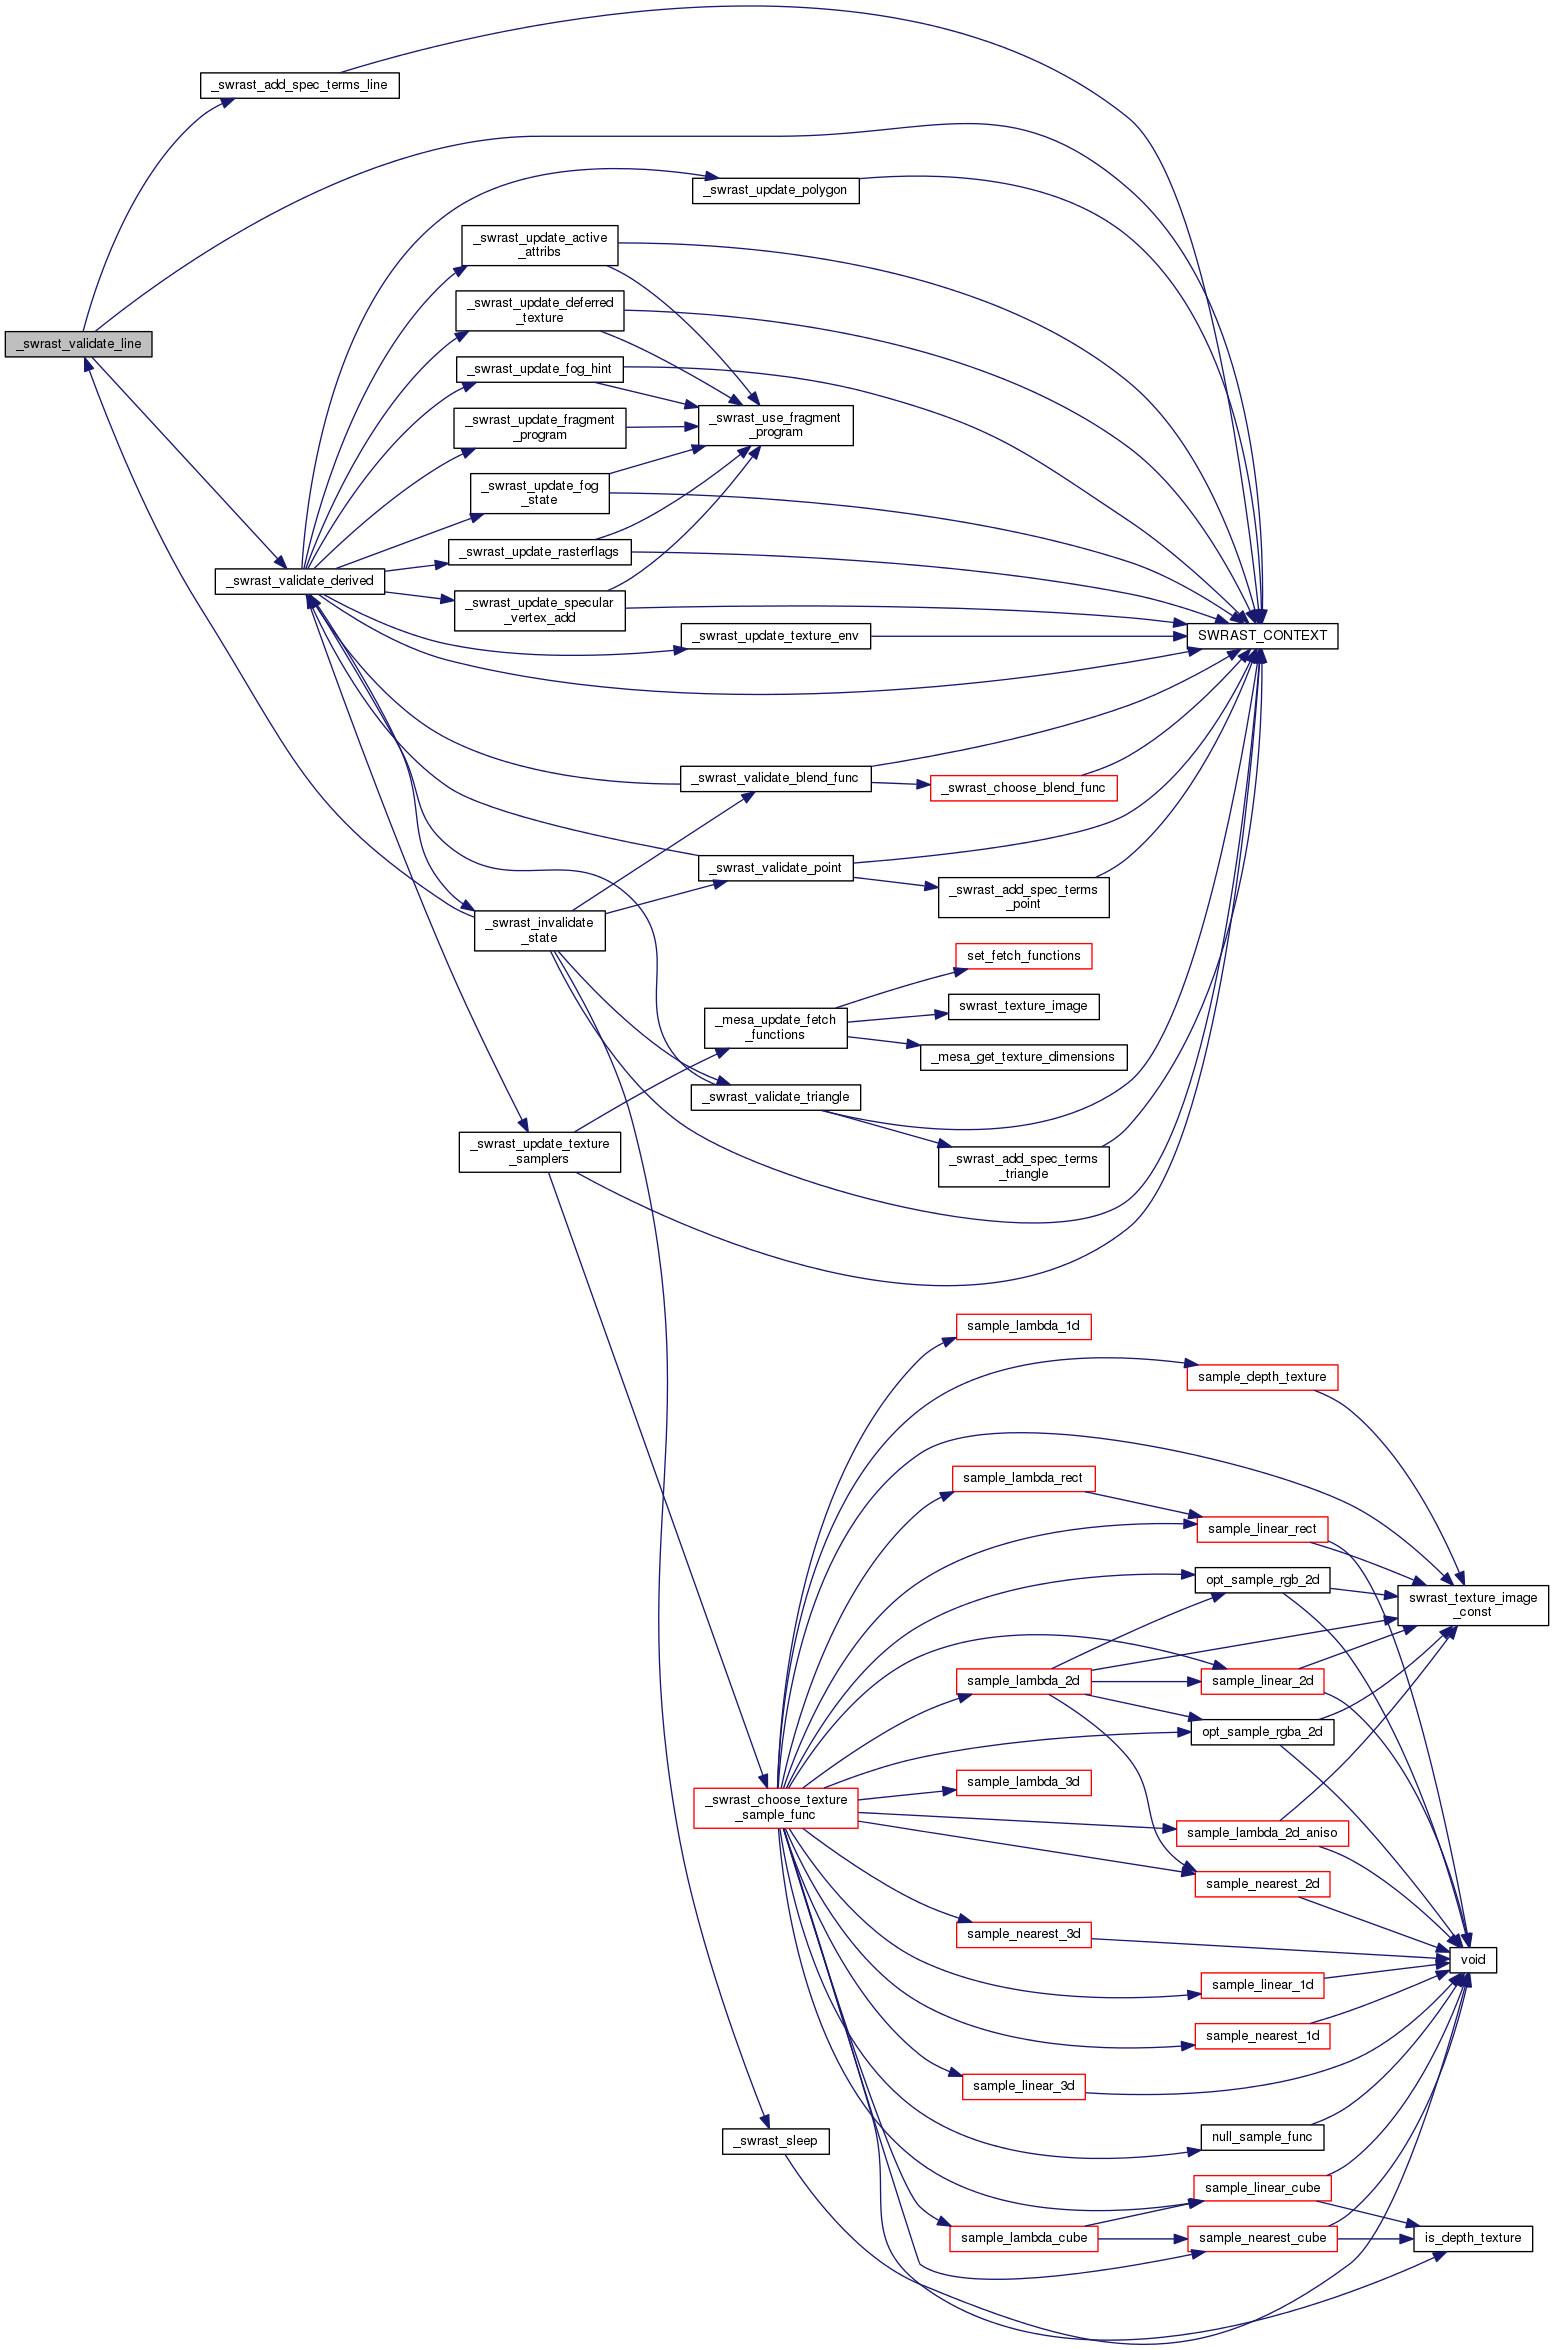 _swrast_add_spec_terms_line
_swrast_update_polygon
_swrast_update_active
_attribs
_swrast_update_deferred
_texture
_swrast_validate_line
_swrast_update_fog_hint
_swrast_update_fragment
_program
_swrast_use_fragment
_program
_swrast_update_fog
_state
_swrast_update_rasterflags
_swrast_validate_derived
_swrast_update_specular
_vertex_add
_swrast_update_texture_env
SWRAST_CONTEXT
_swrast_validate_blend_func
_swrast_choose_blend_func
_swrast_validate_point
_swrast_add_spec_terms
_point
_swrast_invalidate
_state
set_fetch_functions
swrast_texture_image
_mesa_update_fetch
_functions
_mesa_get_texture_dimensions
_swrast_validate_triangle
_swrast_update_texture
_samplers
_swrast_add_spec_terms
_triangle
sample_lambda_1d
sample_depth_texture
sample_lambda_rect
sample_linear_rect
opt_sample_rgb_2d
swrast_texture_image
_const
sample_lambda_2d
sample_linear_2d
opt_sample_rgba_2d
sample_lambda_3d
_swrast_choose_texture
_sample_func
sample_lambda_2d_aniso
sample_nearest_2d
sample_nearest_3d
void
sample_linear_1d
sample_nearest_1d
sample_linear_3d
_swrast_sleep
null_sample_func
sample_linear_cube
sample_lambda_cube
sample_nearest_cube
is_depth_texture